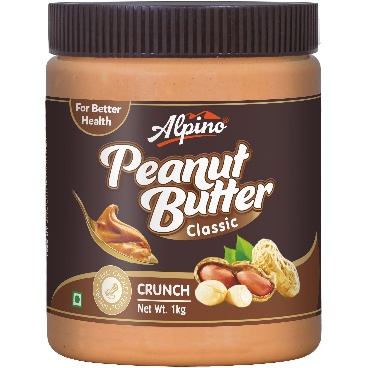 For Better
Health
Alpino®
Peanut
Butter
Classic
CRUNCH
Net Wt. 1kg